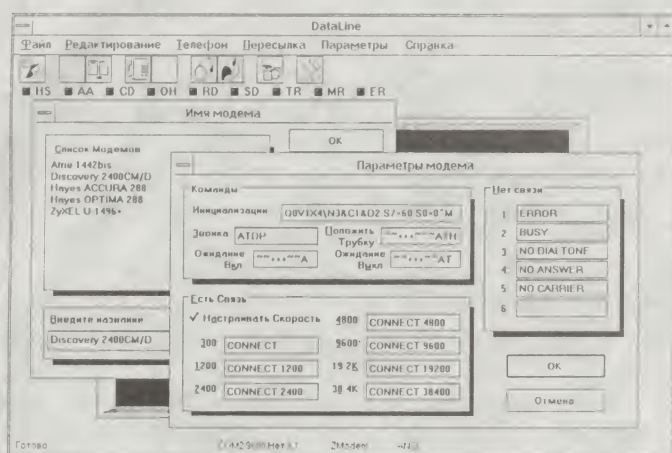 DataLine
Файл Редактирование Телефон Пересылка Параметры Справка
HS AA CD OH RD SD TR MR ER
Имя модема
Список Модемов
OK
Discovery 2400CM/D
Hayes ACCURA 288
Hayes OPTIMA 288
ZyXEL U-1496+
Введите название
Discovery 2400CM/D
Параметры модема
Команды
Инициализации
Звонка ATDP
Положить Трубку
Ожидание Вкл
Ожидание Выкл
Есть Связь
✓ Настраивать Скорость
300 CONNECT
1200 CONNECT 1200
2400 CONNECT 2400
4800 CONNECT 4800
9600 CONNECT 9600
19.2K CONNECT 19200
38.4K CONNECT 38400
Нет связи
1 ERROR
2 BUSY
3 NO DIALTONE
4 NO ANSWER
5 NO CARRIER
6
OK
Отмена
Готово
ZModem